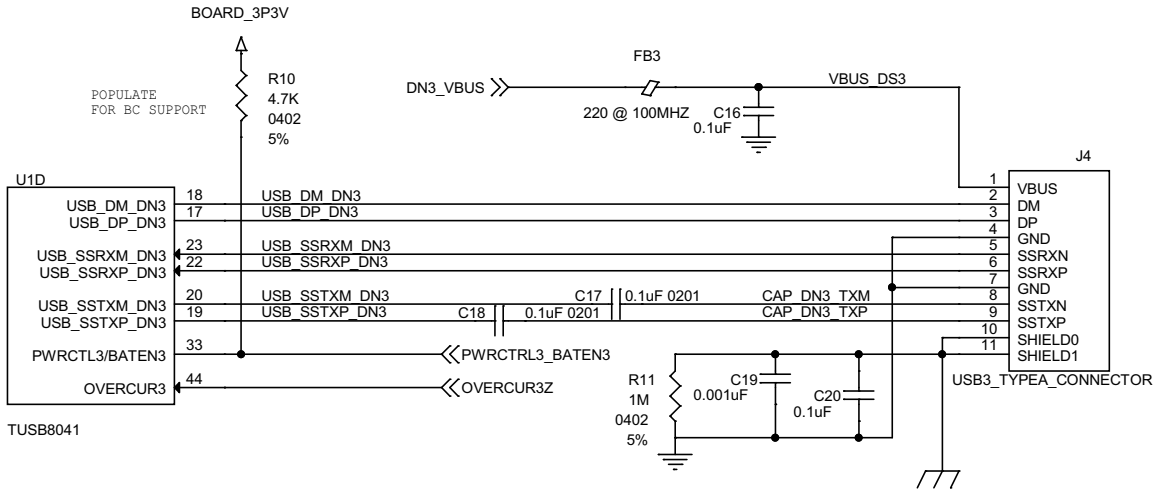 BOARD_3P3V
FB3
R10
4.7K
0402
5%
POPULATE
FOR BC SUPPORT
DN3_VBUS
VBUS_DS3
220 @ 100MHZ
C16
0.1uF
J4
U1D
1
VBUS
USB_DM_DN3
18
USB_DM_DN3
2
DM
USB_DP_DN3
17
USB_DP_DN3
3
DP
4
GND
USB_SSRXM_DN3
23
USB_SSRXM_DN3
5
SSRXN
USB_SSRXP_DN3
22
USB_SSRXP_DN3
6
SSRXP
7
GND
USB_SSTXM_DN3
20
USB_SSTXM_DN3
C17
0.1uF 0201
CAP_DN3_TXM
8
SSTXN
USB_SSTXP_DN3
19
USB_SSTXP_DN3
C18
0.1uF 0201
CAP_DN3_TXP
9
SSTXP
10
SHIELD0
PWRCTL3/BATEN3
33
PWRCTRL3_BATEN3
11
SHIELD1
OVERCUR3
44
OVERCUR3Z
USB3_TYPEA_CONNECTOR
R11
1M
0402
5%
C19
0.001uF
C20
0.1uF
TUSB8041